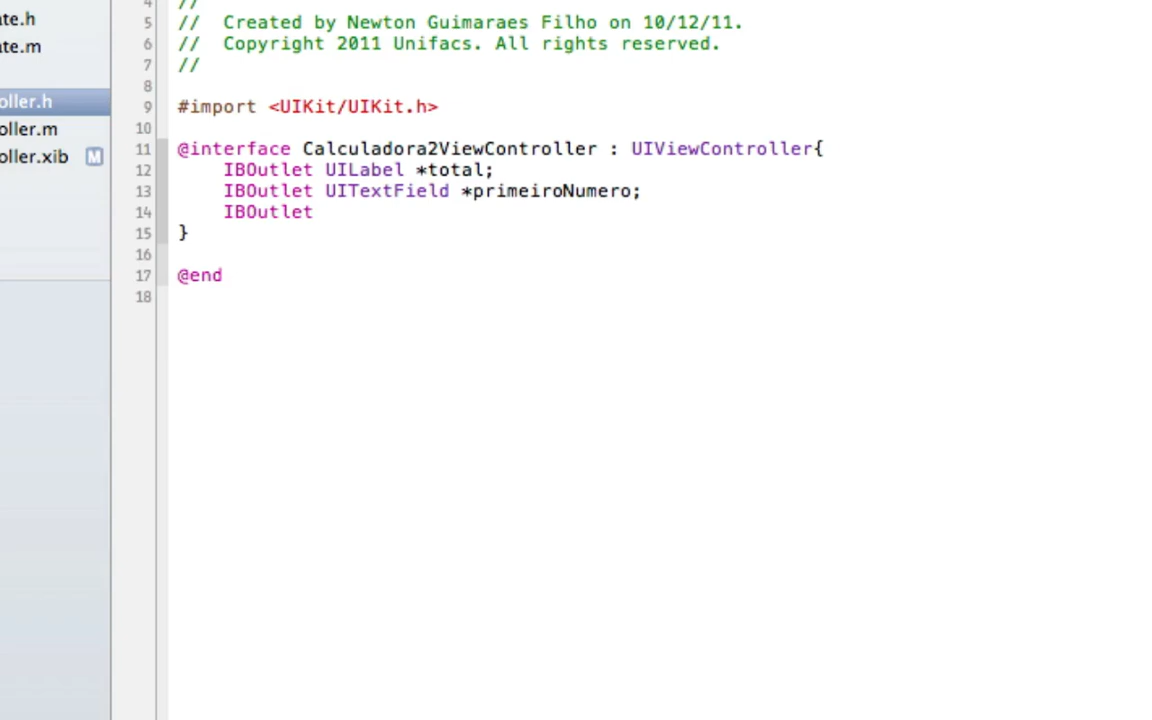 ate.h
ate.m
oller.h
oller.m
oller.xib M
4 //
5 // Created by Newton Guimaraes Filho on 10/12/11.
6 // Copyright 2011 Unifacs. All rights reserved.
7 //
8
9 #import <UIKit/UIKit.h>
10
11 @interface Calculadora2ViewController : UIViewController{
12 IBOutlet UILabel *total;
13 IBOutlet UITextField *primeiroNumero;
14 IBOutlet
15 }
16
17 @end
18